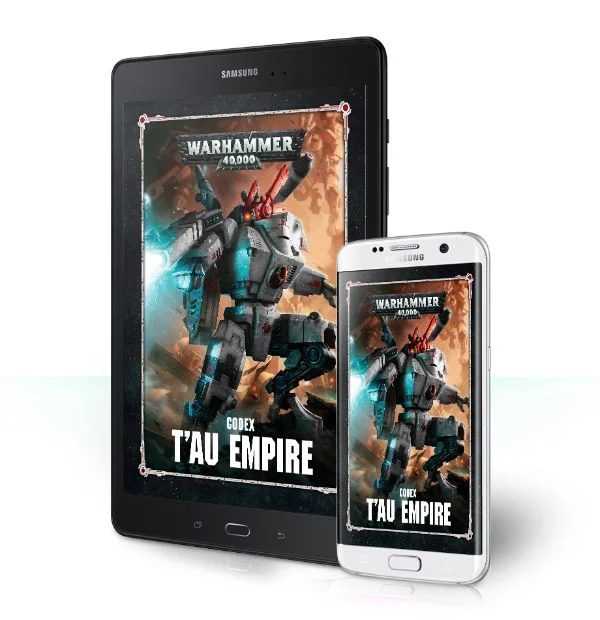 SAMSUNG
WARHAMMER
40,000
CODEX
T'AU EMPIRE
SAMSUNG
WARHAMMER
40,000
CODEX
T'AU EMPIRE